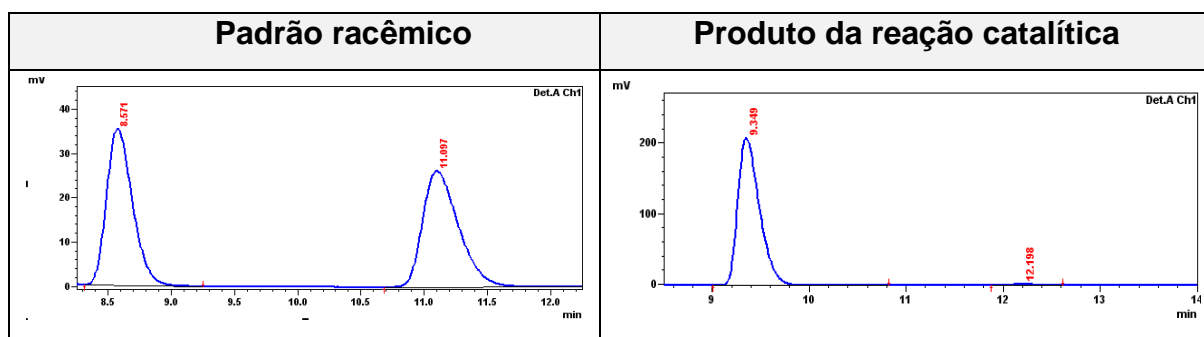 Padrão racêmico
Produto da reação catalítica
mV
Det.A Ch1
8.571
11.097
40
30
20
10
0
8.5 9.0 9.5 10.0 10.5 11.0 11.5 12.0
min
mV
Det.A Ch1
9.349
12.198
200
100
0
9 10 11 12 13 14
min